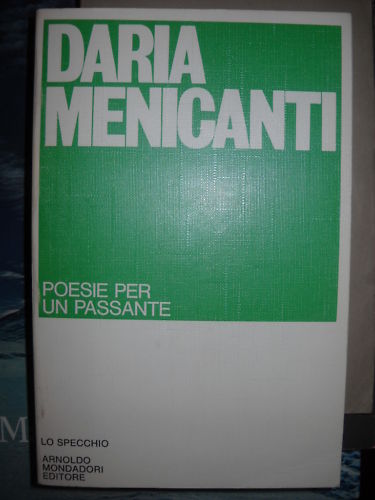 DARIA
MENICANTI
POESIE PER
UN PASSANTE
LO SPECCHIO
ARNOLDO
MONDADORI
EDITORE
M